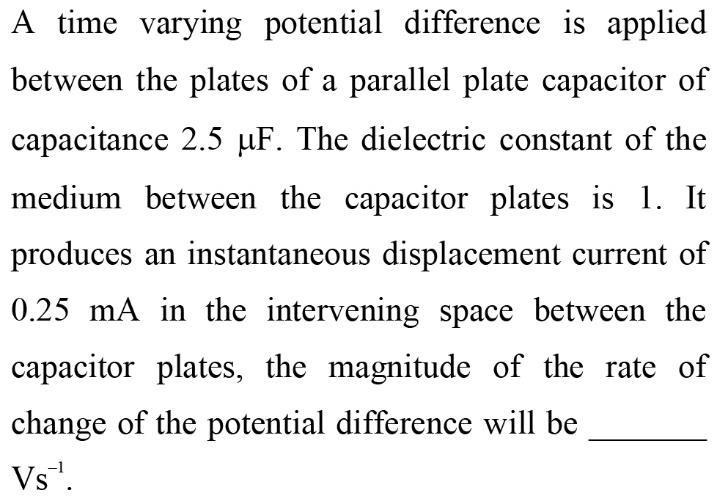 A time varying potential difference is applied
between the plates of a parallel plate capacitor of
capacitance 2.5 μF. The dielectric constant of the
medium between the capacitor plates is 1. It
produces an instantaneous displacement current of
0.25 mA in the intervening space between the
capacitor plates, the magnitude of the rate of
change of the potential difference will be _______
Vs⁻¹.